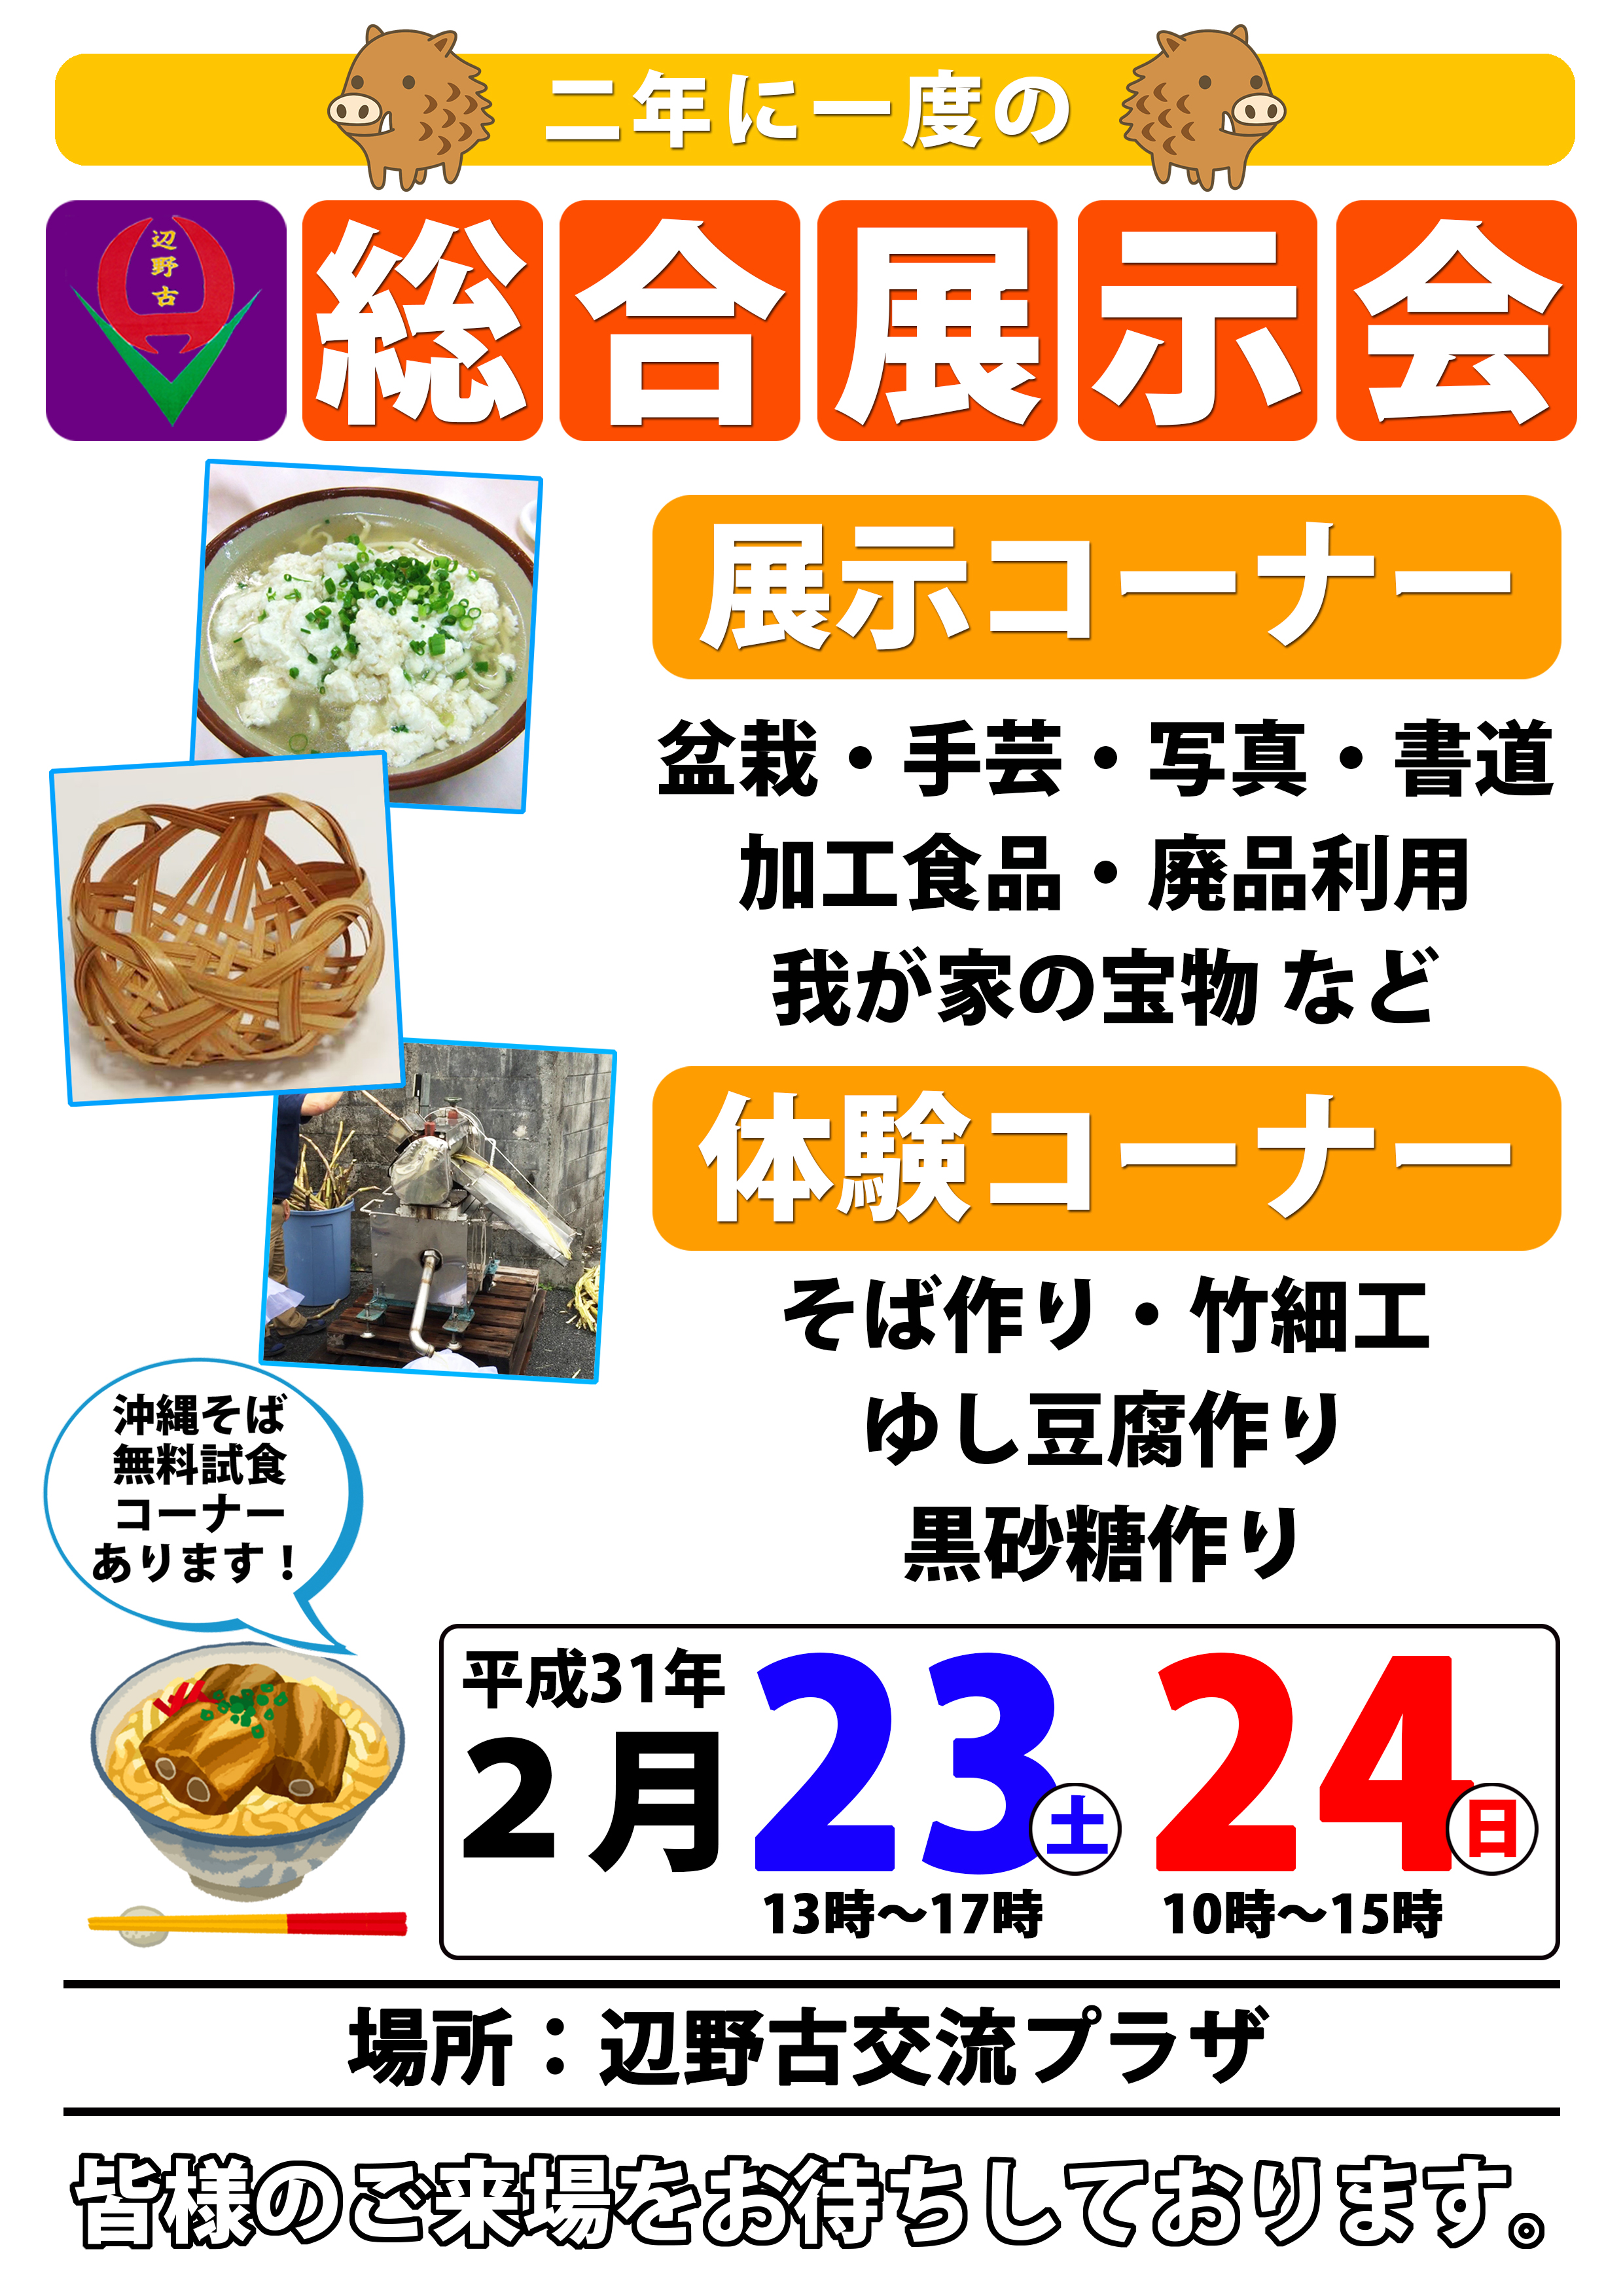 二年に一度の
辺野古
総合展示会
展示コーナー
盆栽・手芸・写真・書道
加工食品・廃品利用
我が家の宝物 など
体験コーナー
そば作り・竹細工
ゆし豆腐作り
黒砂糖作り
沖縄そば
無料試食
コーナー
あります！
平成31年
2月 23 土 24 日
13時～17時 10時～15時
場所：辺野古交流プラザ
皆様のご来場をお待ちしております。